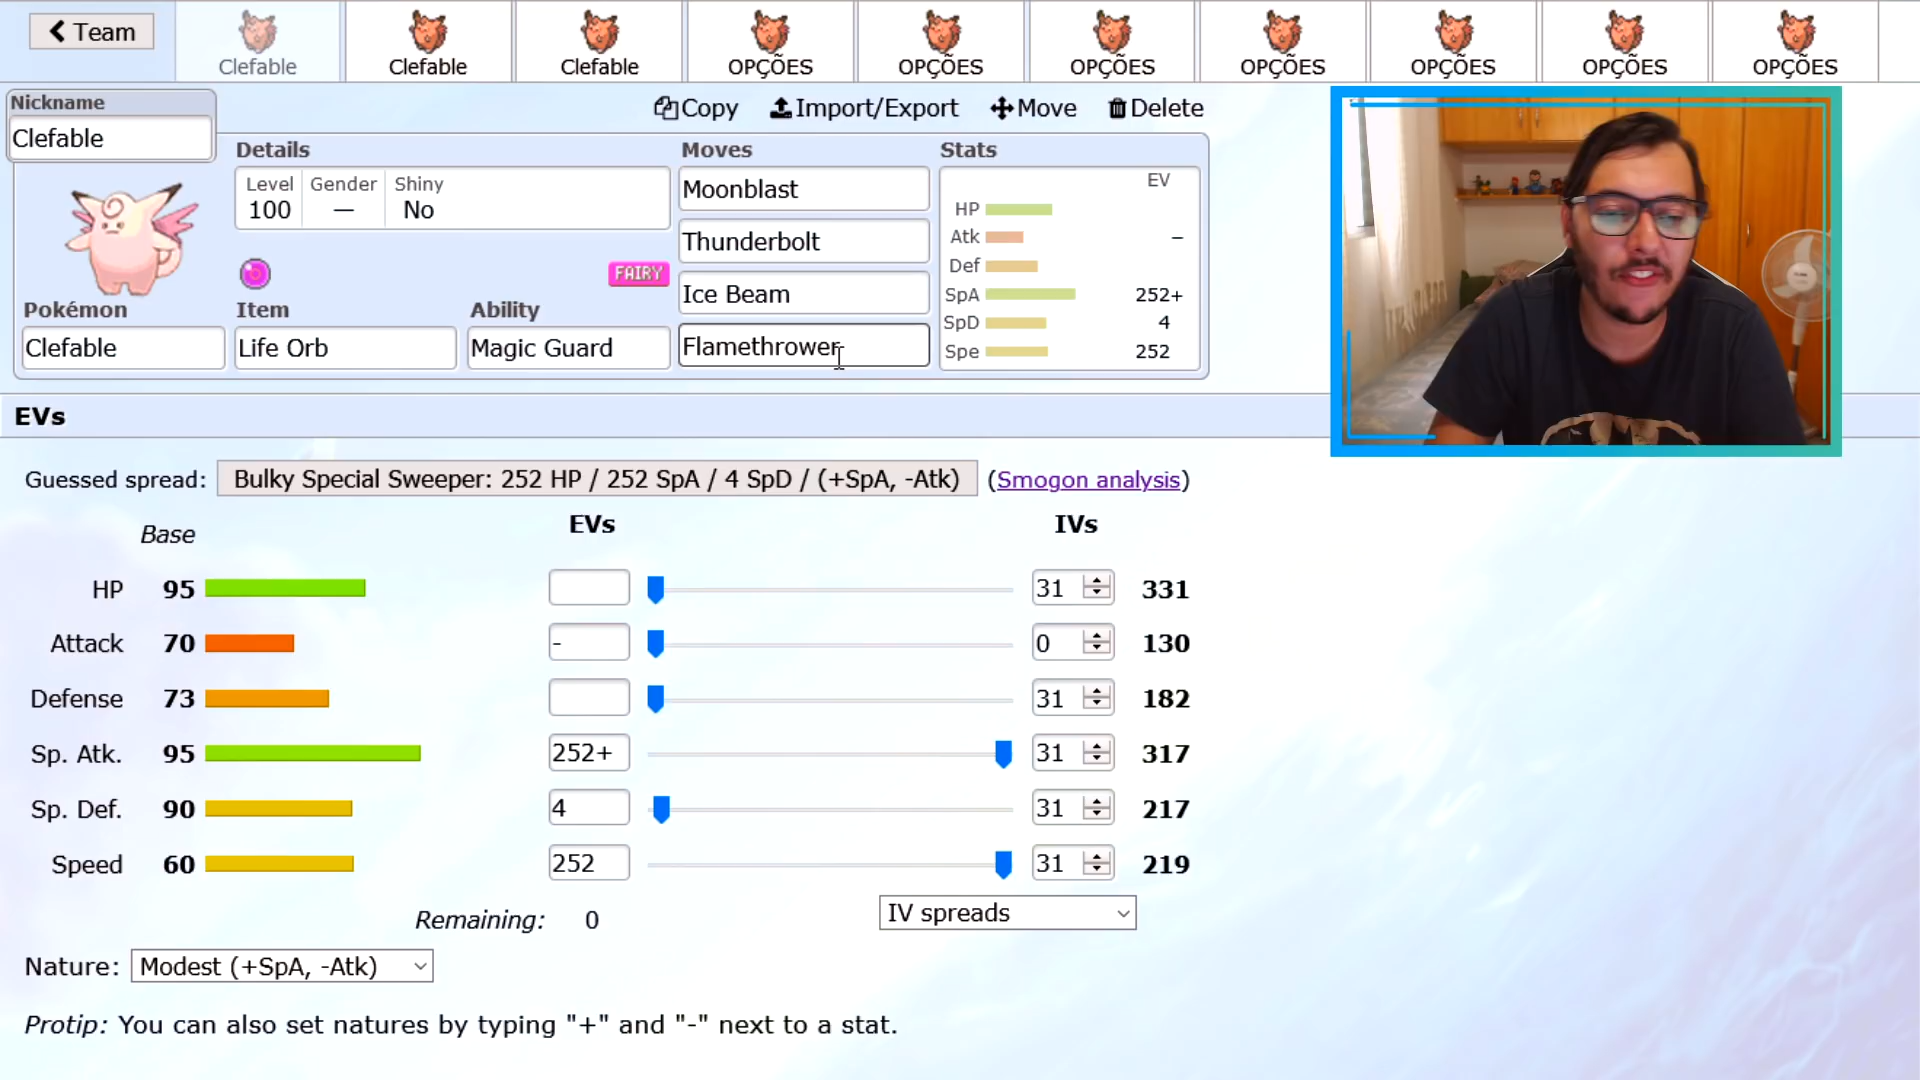 Team
Clefable
Clefable
Clefable
OPÇÕES
OPÇÕES
OPÇÕES
OPÇÕES
OPÇÕES
OPÇÕES
OPÇÕES
Nickname
Clefable
Copy
Import/Export
Move
Delete
Details
Level
100
Gender
—
Shiny
No
FAIRY
Pokémon
Clefable
Item
Life Orb
Ability
Magic Guard
Moves
Moonblast
Thunderbolt
Ice Beam
Flamethrower
Stats
EV
HP
Atk –
Def
SpA 252+
SpD 4
Spe 252
EVs
Guessed spread: Bulky Special Sweeper: 252 HP / 252 SpA / 4 SpD / (+SpA, -Atk) (Smogon analysis)
Base EVs IVs
HP 95 31 331
Attack 70 - 0 130
Defense 73 31 182
Sp. Atk. 95 252+ 31 317
Sp. Def. 90 4 31 217
Speed 60 252 31 219
Remaining: 0 IV spreads
Nature: Modest (+SpA, -Atk)
Protip: You can also set natures by typing "+" and "-" next to a stat.